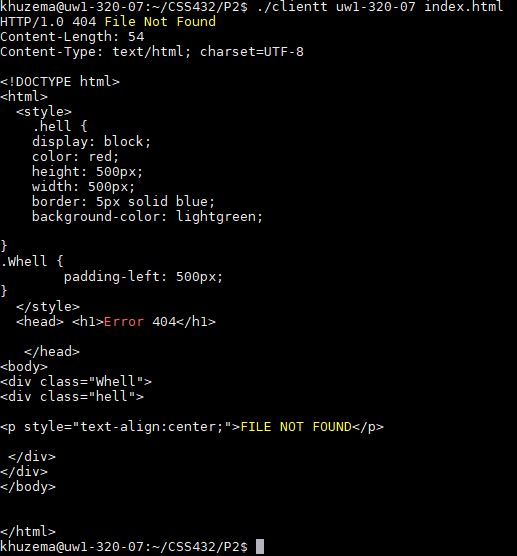 khuzema@uw1-320-07:~/CSS432/P2$ ./clientt uw1-320-07 index.html
HTTP/1.0 404 File Not Found
Content-Length: 54
Content-Type: text/html; charset=UTF-8
<!DOCTYPE html>
<html>
<style>
.hell {
display: block;
color: red;
height: 500px;
width: 500px;
border: 5px solid blue;
background-color: lightgreen;
}
.Whell {
padding-left: 500px;
}
</style>
<head> <h1>Error 404</h1>
</head>
<body>
<div class="Whell">
<div class="hell">
<p style="text-align:center;">FILE NOT FOUND</p>
</div>
</div>
</body>
</html>
khuzema@uw1-320-07:~/CSS432/P2$